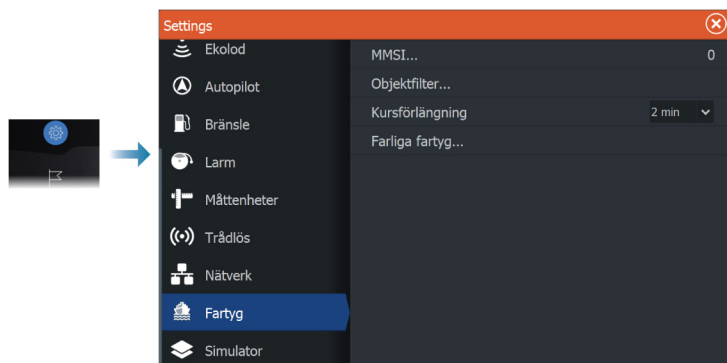 Settings
Ekolod
Autopilot
Bränsle
Larm
Måttenheter
Trådlös
Nätverk
Fartyg
Simulator
MMSI... 0
Objektfilter...
Kursförlängning 2 min
Farliga fartyg...